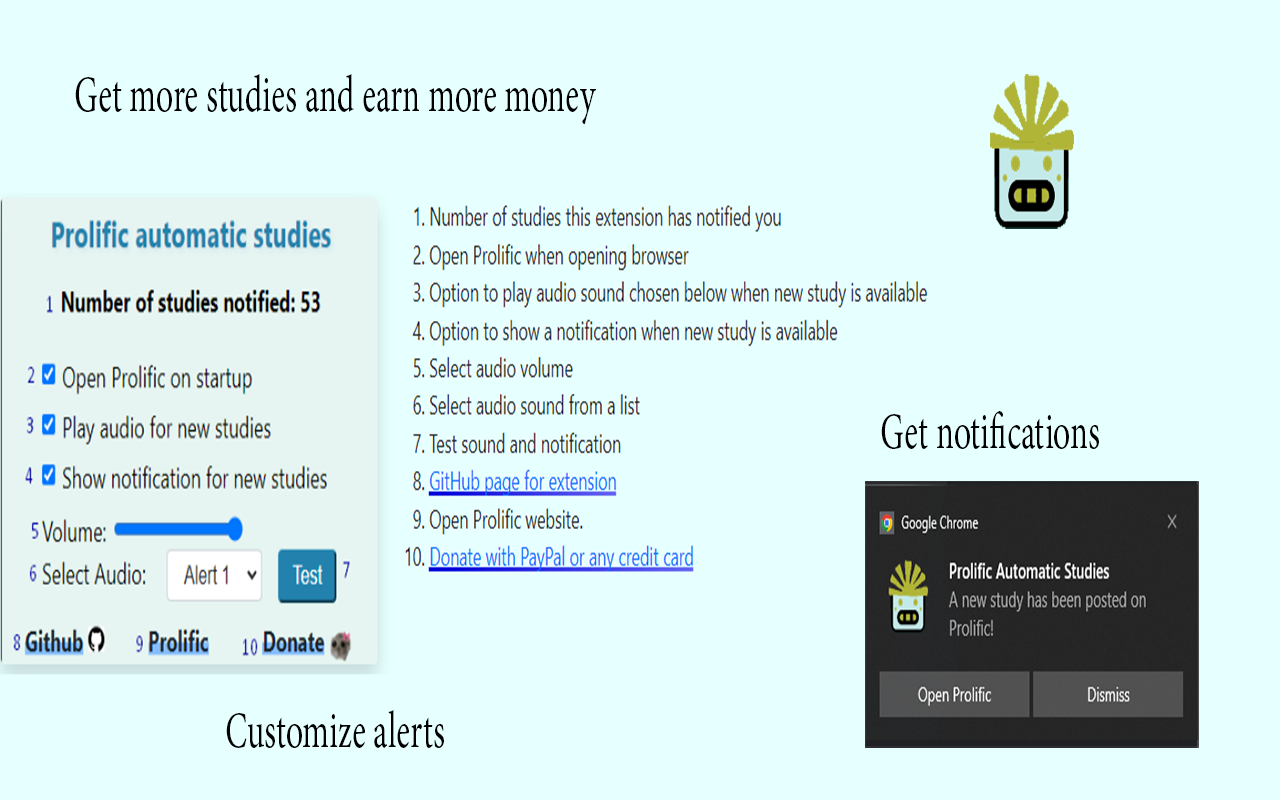 Get more studies and earn more money
Prolific automatic studies
1 Number of studies notified: 53
2 Open Prolific on startup
3 Play audio for new studies
4 Show notification for new studies
5 Volume:
6 Select Audio: Alert 1 Test 7
8 Github 9 Prolific 10 Donate
Customize alerts
1. Number of studies this extension has notified you
2. Open Prolific when opening browser
3. Option to play audio sound chosen below when new study is available
4. Option to show a notification when new study is available
5. Select audio volume
6. Select audio sound from a list
7. Test sound and notification
8. GitHub page for extension
9. Open Prolific website.
10. Donate with PayPal or any credit card
Get notifications
Google Chrome X
Prolific Automatic Studies
A new study has been posted on
Prolific!
Open Prolific Dismiss